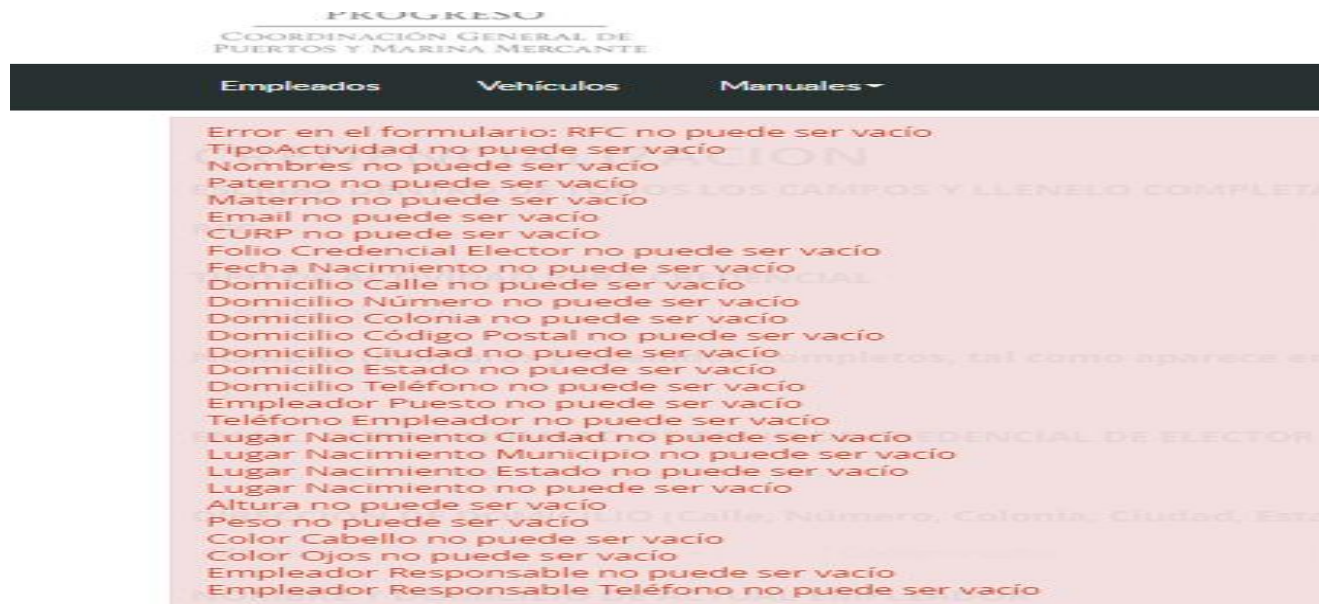 PROGRESO
COORDINACIÓN GENERAL DE
PUERTOS Y MARINA MERCANTE
Empleados Vehículos Manuales
Error en el formulario: RFC no puede ser vacío
TipoActividad no puede ser vacío
Nombres no puede ser vacío
Paterno no puede ser vacío
Materno no puede ser vacío
Email no puede ser vacío
CURP no puede ser vacío
Folio Credencial Elector no puede ser vacío
Fecha Nacimiento no puede ser vacío
Domicilio Calle no puede ser vacío
Domicilio Número no puede ser vacío
Domicilio Colonia no puede ser vacío
Domicilio Código Postal no puede ser vacío
Domicilio Ciudad no puede ser vacío
Domicilio Estado no puede ser vacío
Domicilio Teléfono no puede ser vacío
Empleador Puesto no puede ser vacío
Teléfono Empleador no puede ser vacío
Lugar Nacimiento Ciudad no puede ser vacío
Lugar Nacimiento Municipio no puede ser vacío
Lugar Nacimiento Estado no puede ser vacío
Lugar Nacimiento no puede ser vacío
Altura no puede ser vacío
Peso no puede ser vacío
Color Cabello no puede ser vacío
Color Ojos no puede ser vacío
Empleador Responsable no puede ser vacío
Empleador Responsable Teléfono no puede ser vacío